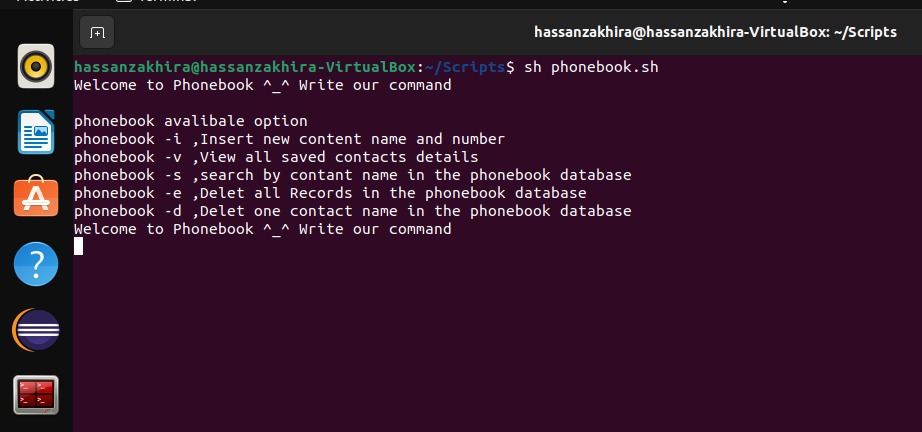 hassanzakhira@hassanzakhira-VirtualBox: ~/Scripts
hassanzakhira@hassanzakhira-VirtualBox:~/Scripts$ sh phonebook.sh
Welcome to Phonebook ^_^ Write our command

phonebook avalibale option
phonebook -i ,Insert new content name and number
phonebook -v ,View all saved contacts details
phonebook -s ,search by contant name in the phonebook database
phonebook -e ,Delet all Records in the phonebook database
phonebook -d ,Delet one contact name in the phonebook database
Welcome to Phonebook ^_^ Write our command